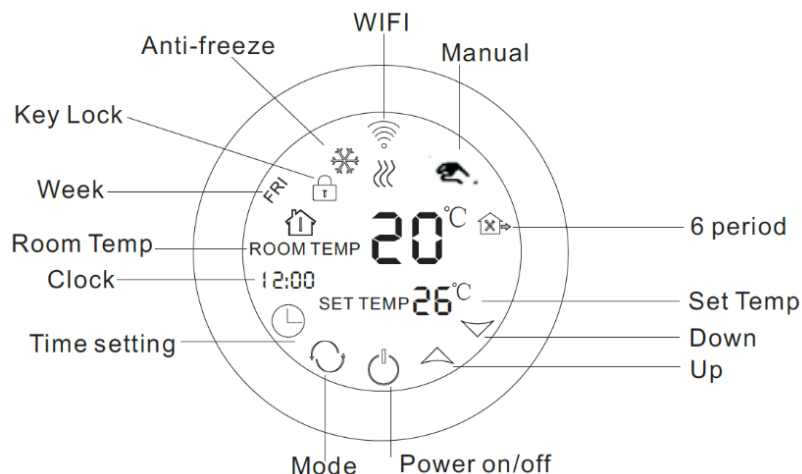 WIFI
Anti-freeze
Manual
Key Lock
Week
FRI
20°C
6 period
Room Temp
ROOM TEMP
Clock
12:00
SET TEMP 26°C
Set Temp
Down
Time setting
Up
Mode
Power on/off